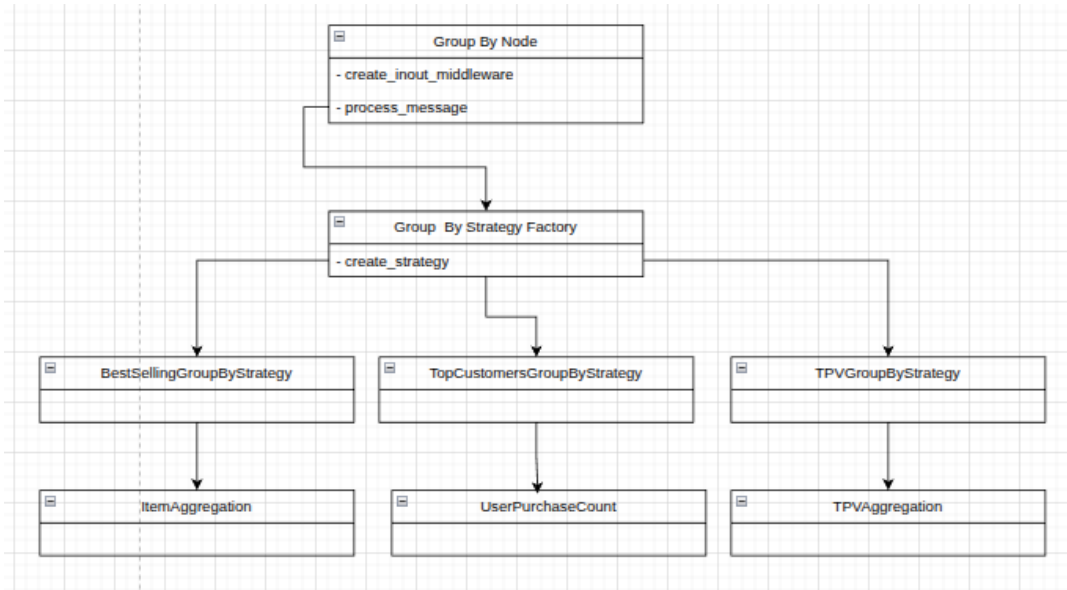 Group By Node
- create_inout_middleware
- process_message
Group By Strategy Factory
- create_strategy
BestSellingGroupByStrategy
TopCustomersGroupByStrategy
TPVGroupByStrategy
ItemAggregation
UserPurchaseCount
TPVAggregation